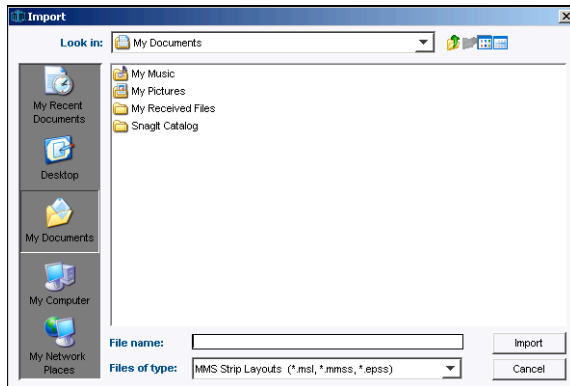 Import
Look in: My Documents
My Recent
Documents
Desktop
My Documents
My Computer
My Network
Places
My Music
My Pictures
My Received Files
SnagIt Catalog
File name: Import
Files of type: MMS Strip Layouts (*.msl, *.mmss, *.epss) Cancel